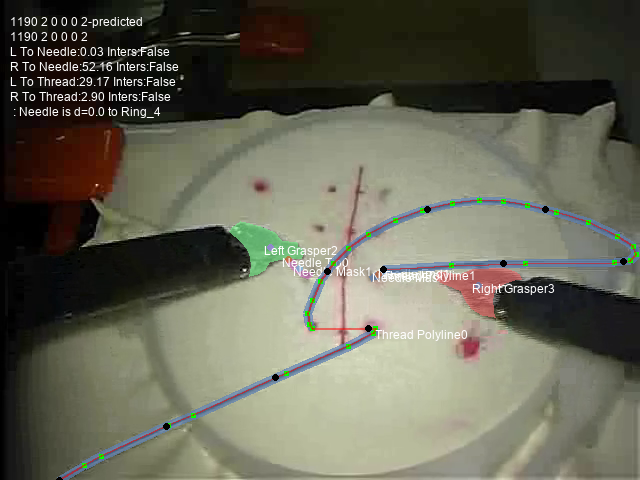 1190 2 0 0 0 2-predicted
1190 2 0 0 0 2
L To Needle:0.03 Inters:False
R To Needle:52.16 Inters:False
L To Thread:29.17 Inters:False
R To Thread:2.90 Inters:False
: Needle is d=0.0 to Ring_4
Left Grasper2
Mask1
Right Grasper3
Thread Polyline0